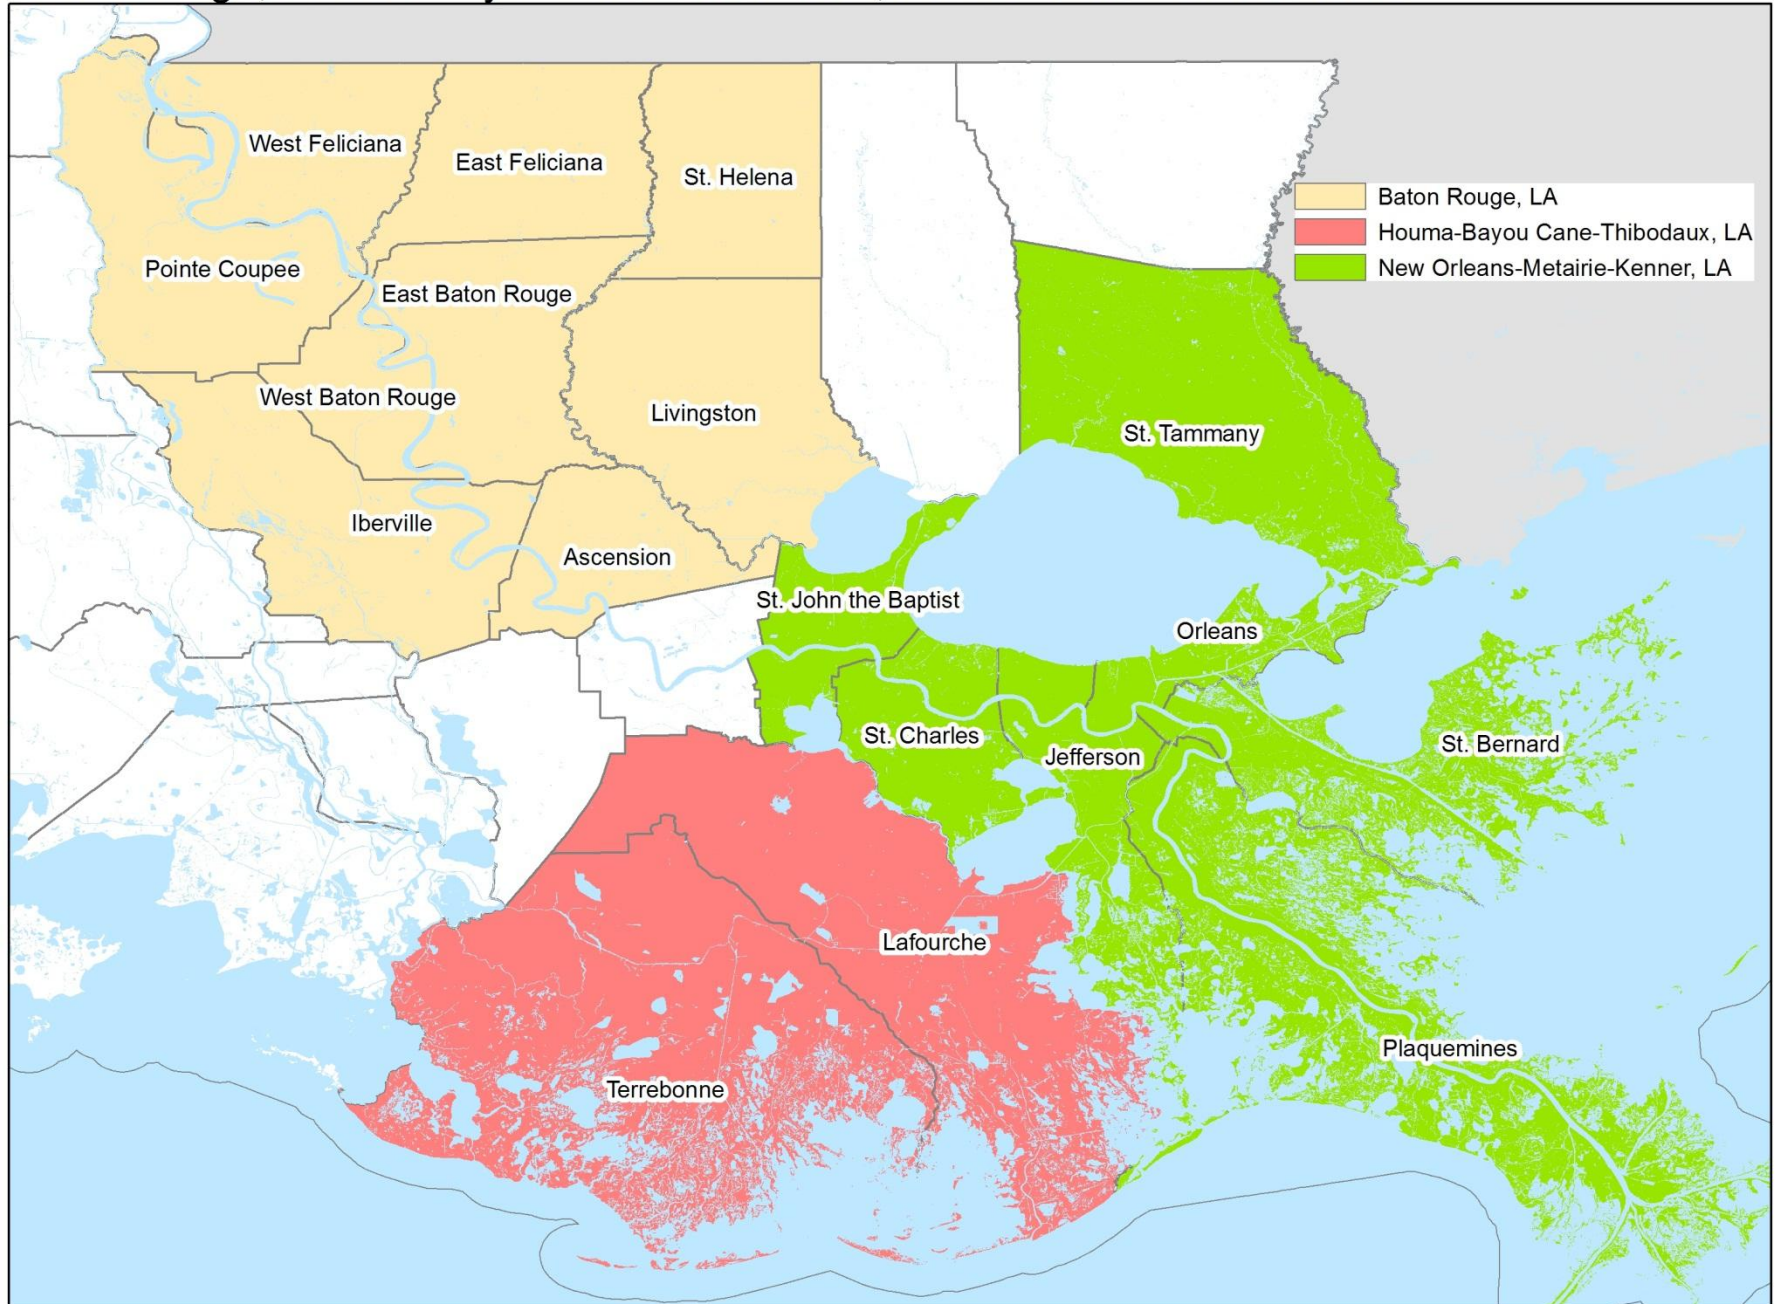 West Feliciana
East Feliciana
St. Helena
Baton Rouge, LA
Houma-Bayou Cane-Thibodaux, LA
New Orleans-Metairie-Kenner, LA
Pointe Coupee
East Baton Rouge
West Baton Rouge
Livingston
St. Tammany
Iberville
Ascension
St. John the Baptist
Orleans
St. Charles
Jefferson
St. Bernard
Lafourche
Plaquemines
Terrebonne